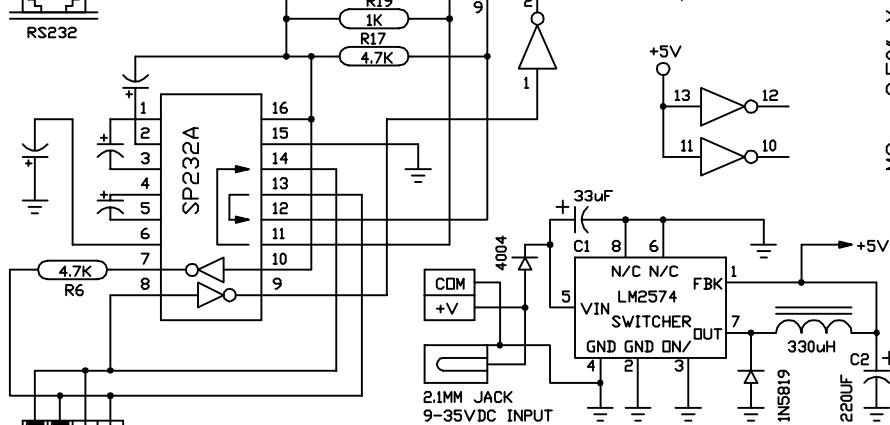 R19
1K
9
2
RS232
R17
4.7K
+5V
1
13
12
11
10
+
1
2
3
4
5
6
7
8
SP232A
16
15
14
13
12
11
10
9
+
+
+
4.7K
R6
33uF
+
C1
8
6
4004
+5V
N/C N/C
FBK
1
COM
+V
5
VIN
LM2574
SWITCHER
OUT
7
GND GND ON/
4
2
3
330uH
C2
+
2.1MM JACK
9-35VDC INPUT
1N5819
220UF